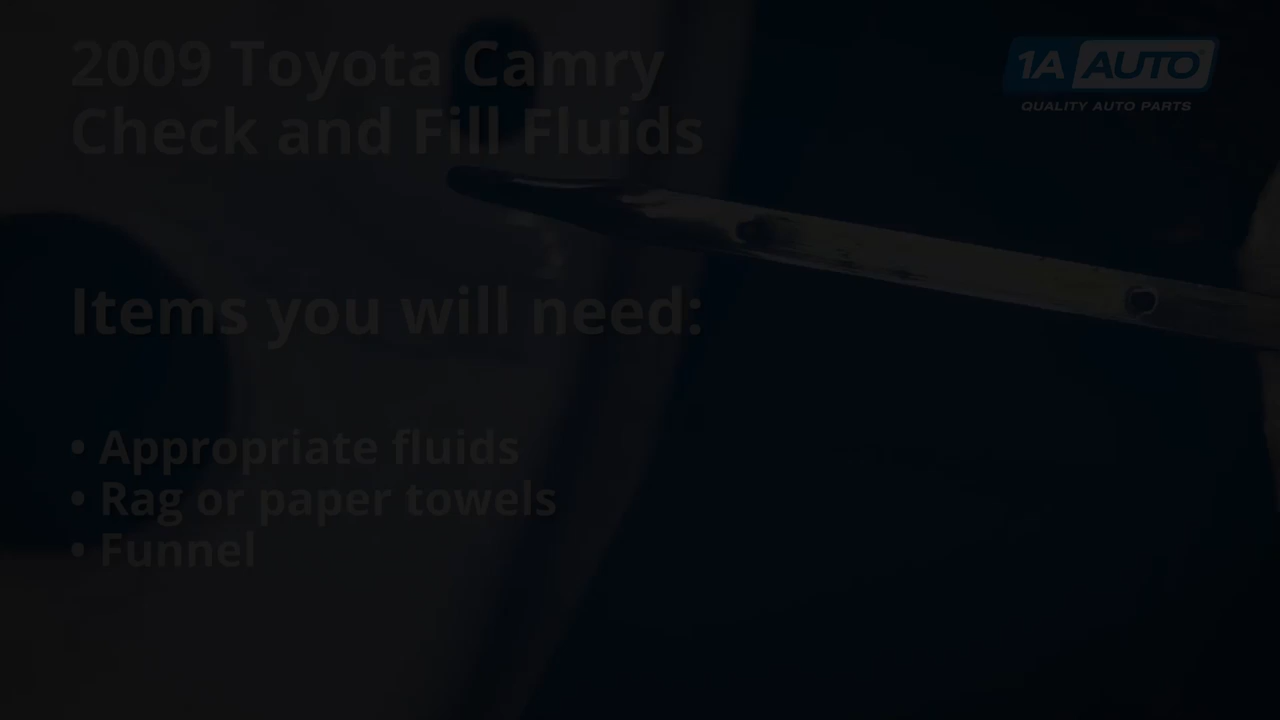 2009 Toyota Camry
Check and Fill Fluids
1A AUTO
QUALITY AUTO PARTS
Items you will need:
• Appropriate fluids
• Rag or paper towels
• Funnel